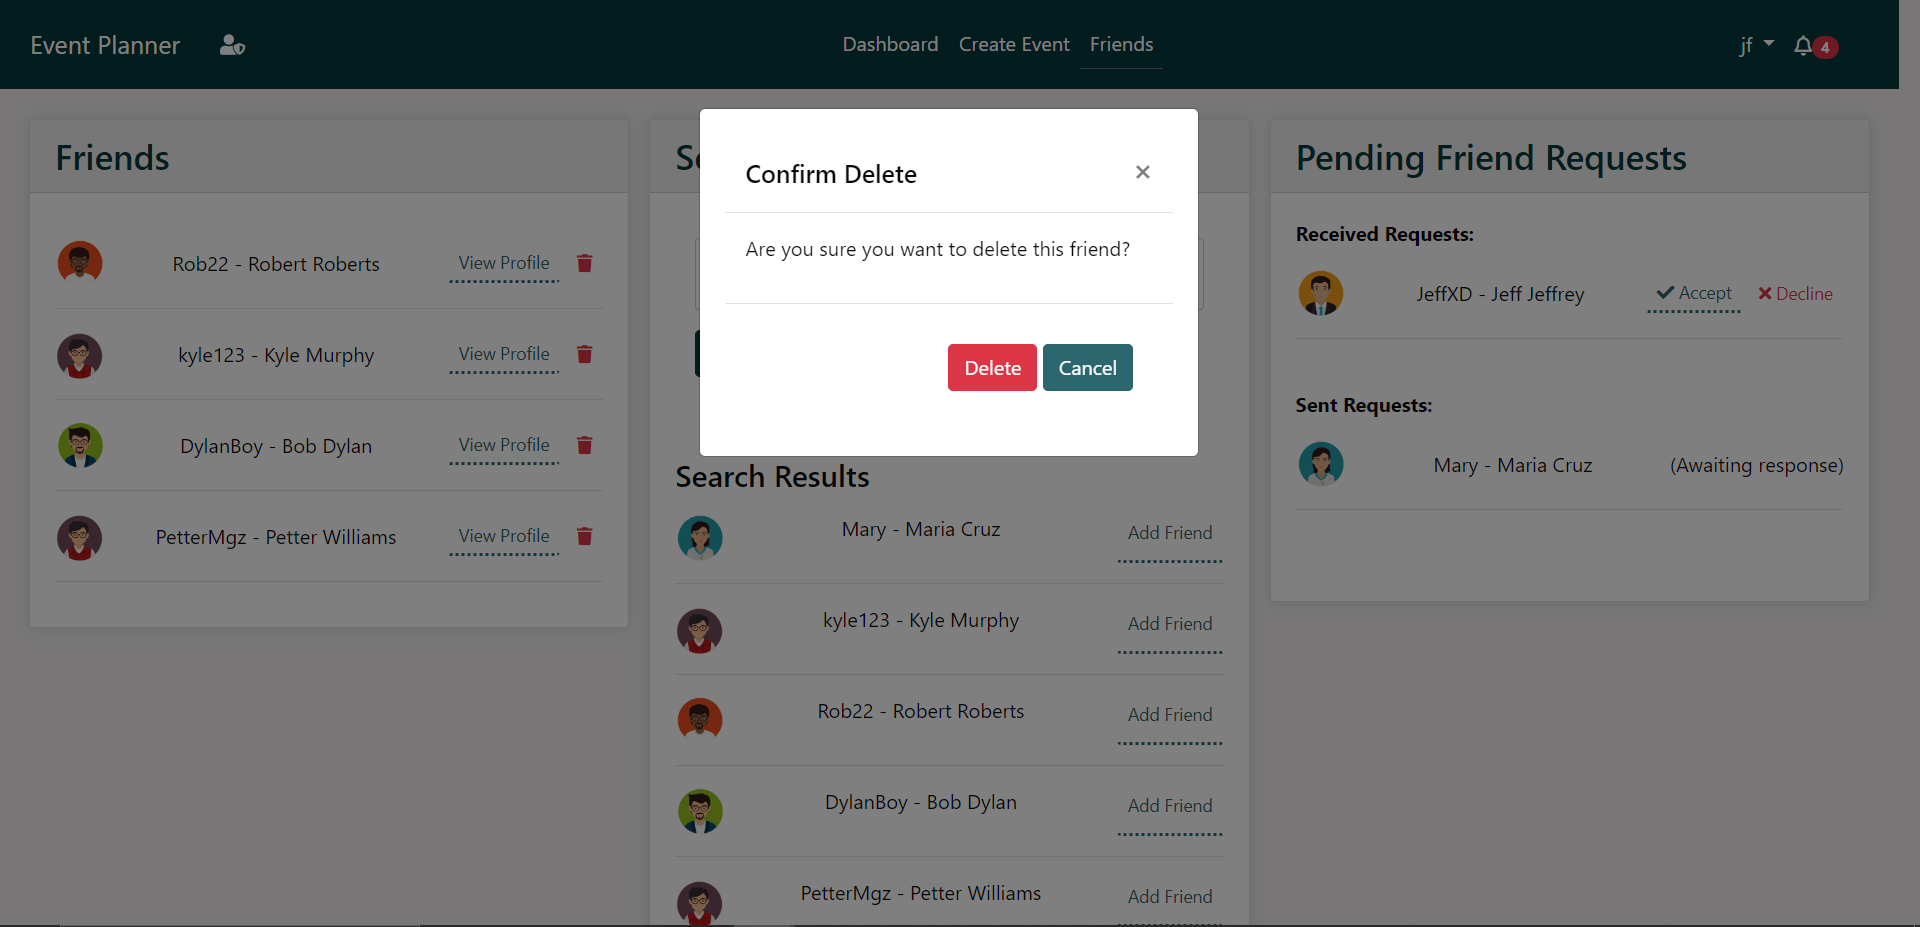 Event Planner
Dashboard Create Event Friends
jf 4
Friends
Rob22 - Robert Roberts View Profile
kyle123 - Kyle Murphy View Profile
DylanBoy - Bob Dylan View Profile
PetterMgz - Petter Williams View Profile
Confirm Delete ×
Are you sure you want to delete this friend?
Delete Cancel
Search Results
Mary - Maria Cruz Add Friend
kyle123 - Kyle Murphy Add Friend
Rob22 - Robert Roberts Add Friend
DylanBoy - Bob Dylan Add Friend
PetterMgz - Petter Williams Add Friend
Pending Friend Requests
Received Requests:
JeffXD - Jeff Jeffrey Accept Decline
Sent Requests:
Mary - Maria Cruz (Awaiting response)